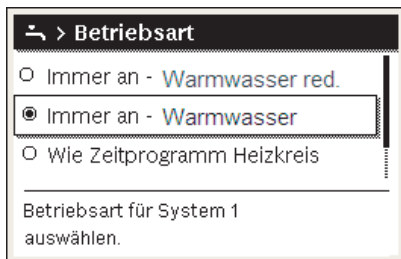 > Betriebsart
Immer an - Warmwasser red.
Immer an - Warmwasser
Wie Zeitprogramm Heizkreis
Betriebsart für System 1
auswählen.